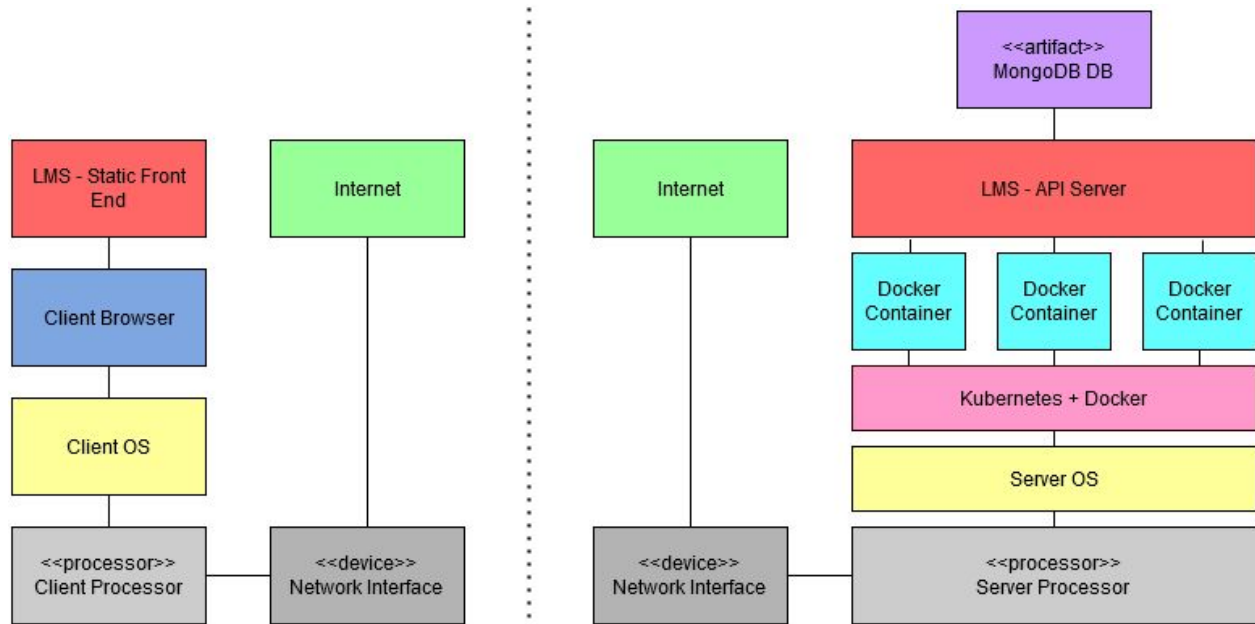 <<artifact>>
MongoDB DB
LMS - Static Front
End
Internet
Internet
LMS - API Server
Client Browser
Docker
Container
Docker
Container
Docker
Container
Kubernetes + Docker
Client OS
Server OS
<<processor>>
Client Processor
<<device>>
Network Interface
<<device>>
Network Interface
<<processor>>
Server Processor